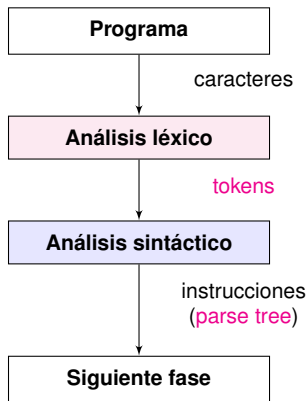 Programa
caracteres
Análisis léxico
tokens
Análisis sintáctico
instrucciones
(parse tree)
Siguiente fase